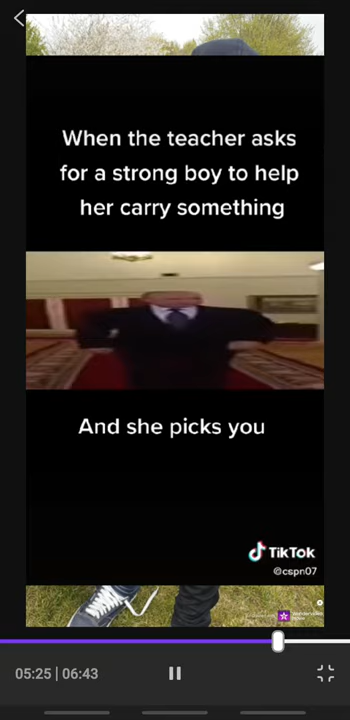 When the teacher asks
for a strong boy to help
her carry something
And she picks you
TikTok
@cspn07
05:25 | 06:43